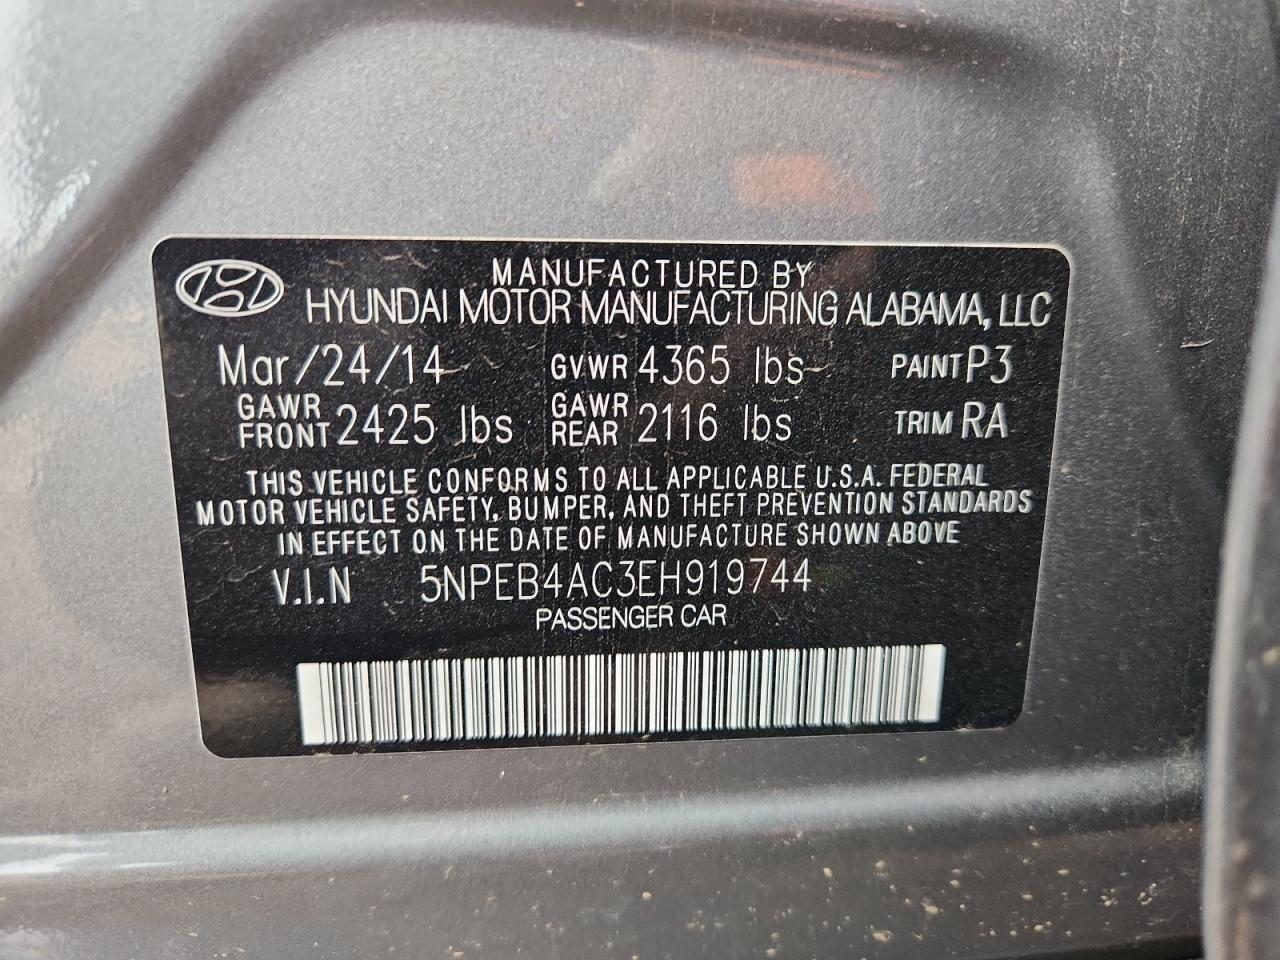 MANUFACTURED BY
HYUNDAI MOTOR MANUFACTURING ALABAMA, LLC
Mar/24/14 GVWR 4365 lbs PAINT P3
GAWR FRONT 2425 lbs GAWR REAR 2116 lbs TRIM RA
THIS VEHICLE CONFORMS TO ALL APPLICABLE U.S.A. FEDERAL
MOTOR VEHICLE SAFETY, BUMPER, AND THEFT PREVENTION STANDARDS
IN EFFECT ON THE DATE OF MANUFACTURE SHOWN ABOVE
V.I.N 5NPEB4AC3EH919744
PASSENGER CAR